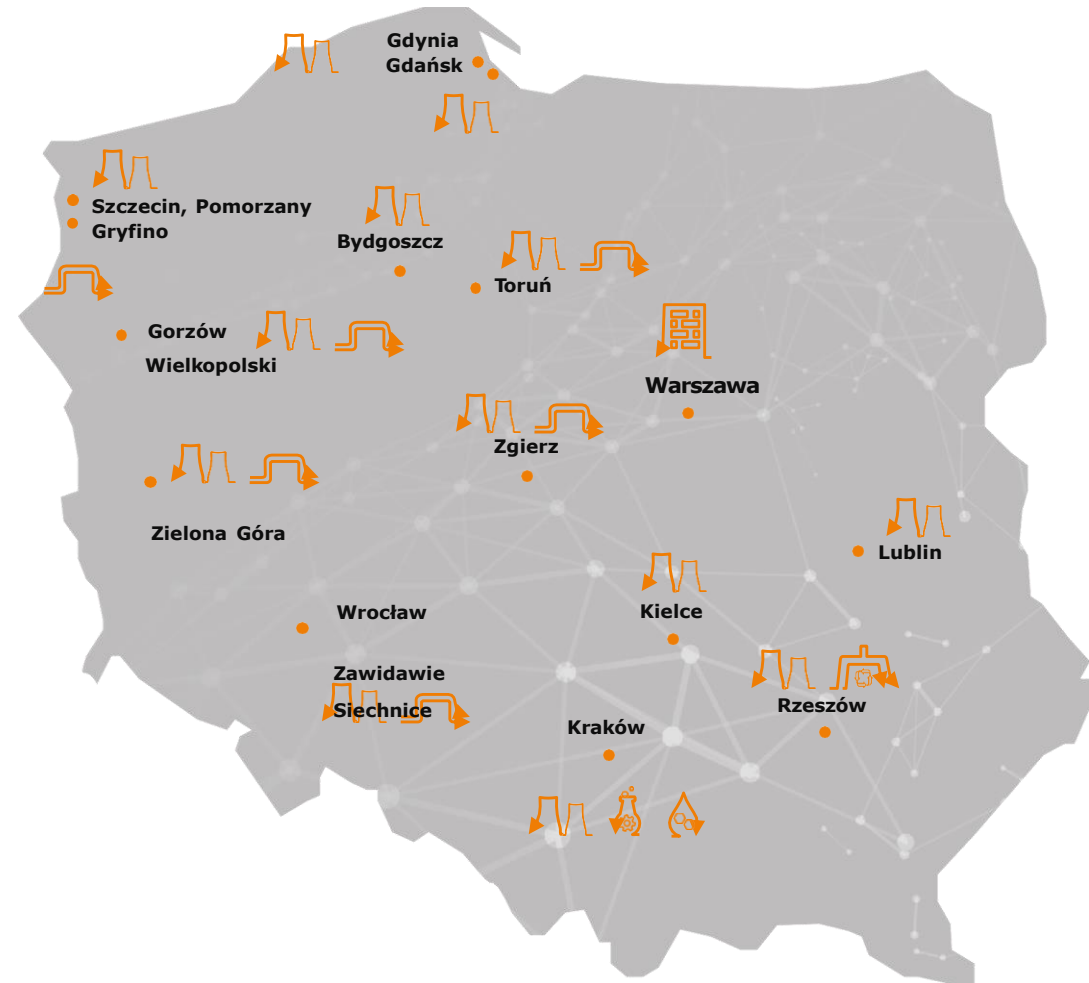 Gdynia
Gdańsk
Szczecin, Pomorzany
Gryfino
Bydgoszcz
Toruń
Gorzów
Wielkopolski
Warszawa
Zgierz
Zielona Góra
Lublin
Wrocław
Kielce
Zawidawie
Siechnice
Rzeszów
Kraków